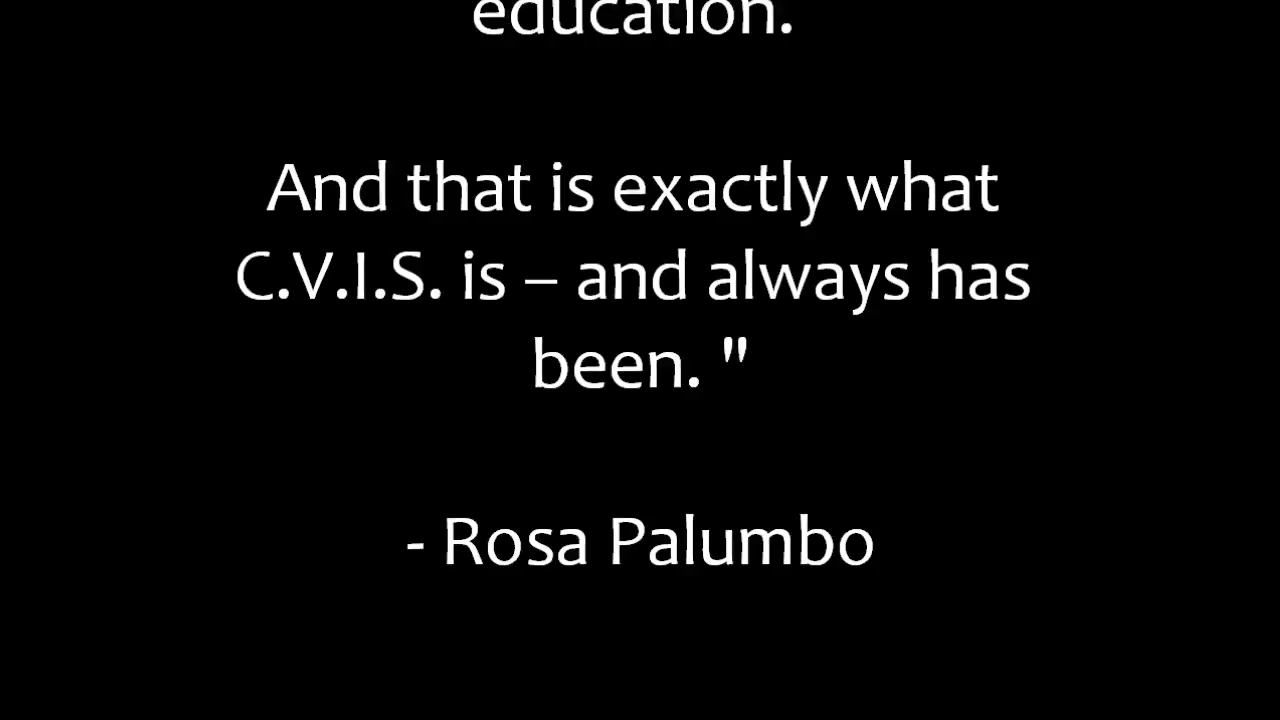 education.
And that is exactly what
C.V.I.S. is – and always has
been. "
- Rosa Palumbo